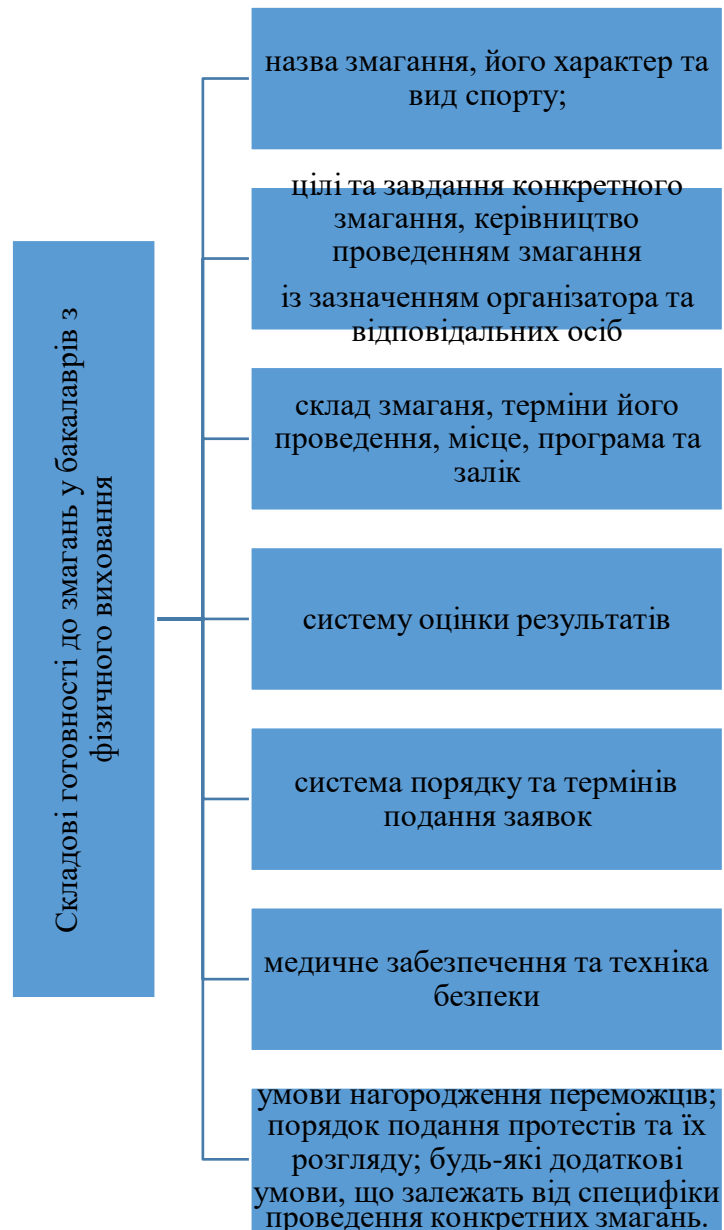 Складові готовності до змагань у бакалаврів з
фізичного виховання
назва змагання, його характер та
вид спорту;
цілі та завдання конкретного
змагання, керівництво
проведенням змагання
із зазначенням організатора та
відповідальних осіб
склад змаганя, терміни його
проведення, місце, програма та
залік
систему оцінки результатів
система порядку та термінів
подання заявок
медичне забезпечення та техніка
безпеки
умови нагородження переможців;
порядок подання протестів та їх
розгляду; будь-які додаткові
умови, що залежать від специфіки
проведення конкретних змагань.